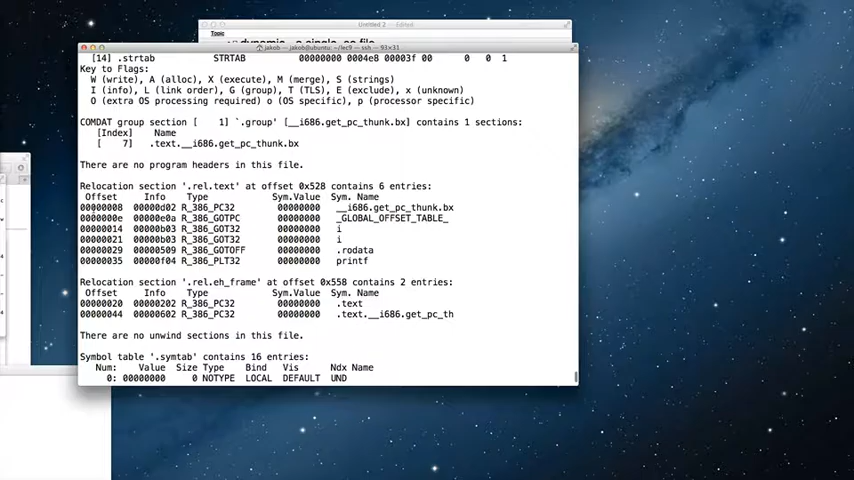 Untitled 2 — Edited
Topic
jakob — jakob@ubuntu: ~/lec9 — ssh — 93×31
[14] .strtab STRTAB 00000000 0004e8 00003f 00 0 0 1
Key to Flags:
W (write), A (alloc), X (execute), M (merge), S (strings)
I (info), L (link order), G (group), T (TLS), E (exclude), x (unknown)
O (extra OS processing required) o (OS specific), p (processor specific)
COMDAT group section [ 1] `.group' [__i686.get_pc_thunk.bx] contains 1 sections:
[Index] Name
[ 7] .text.__i686.get_pc_thunk.bx
There are no program headers in this file.
Relocation section '.rel.text' at offset 0x528 contains 6 entries:
Offset Info Type Sym.Value Sym. Name
00000008 00000d02 R_386_PC32 00000000 __i686.get_pc_thunk.bx
0000000e 00000e0a R_386_GOTPC 00000000 _GLOBAL_OFFSET_TABLE_
00000014 00000b03 R_386_GOT32 00000000 i
00000021 00000b03 R_386_GOT32 00000000 i
00000029 00000509 R_386_GOTOFF 00000000 .rodata
00000035 00000f04 R_386_PLT32 00000000 printf
Relocation section '.rel.eh_frame' at offset 0x558 contains 2 entries:
Offset Info Type Sym.Value Sym. Name
00000020 00000202 R_386_PC32 00000000 .text
00000044 00000602 R_386_PC32 00000000 .text.__i686.get_pc_th
There are no unwind sections in this file.
Symbol table '.symtab' contains 16 entries:
Num: Value Size Type Bind Vis Ndx Name
0: 00000000 0 NOTYPE LOCAL DEFAULT UND